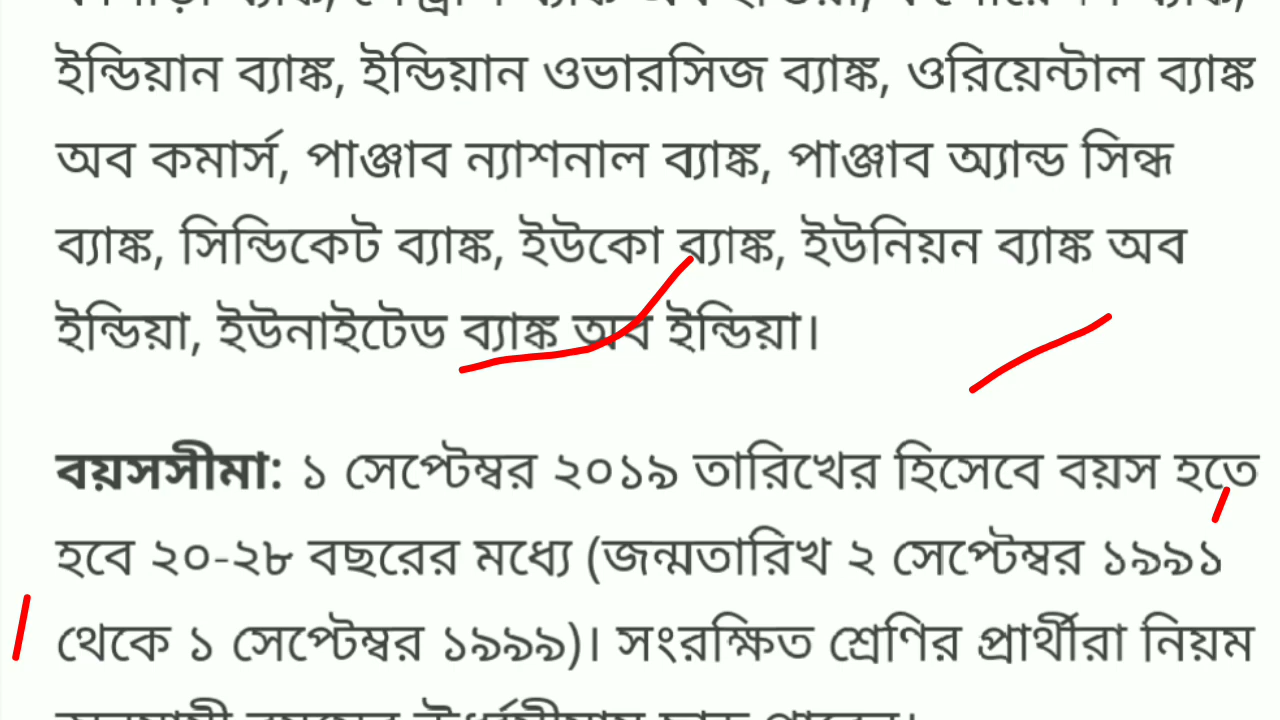 ইন্ডিয়ান ব্যাঙ্ক, ইন্ডিয়ান ওভারসিজ ব্যাঙ্ক, ওরিয়েন্টাল ব্যাঙ্ক
অব কমার্স, পাঞ্জাব ন্যাশনাল ব্যাঙ্ক, পাঞ্জাব অ্যান্ড সিন্ধ
ব্যাঙ্ক, সিন্ডিকেট ব্যাঙ্ক, ইউকো ব্যাঙ্ক, ইউনিয়ন ব্যাঙ্ক অব
ইন্ডিয়া, ইউনাইটেড ব্যাঙ্ক অব ইন্ডিয়া।
বয়সসীমা: ১ সেপ্টেম্বর ২০১৯ তারিখের হিসেবে বয়স হতে
হবে ২০-২৮ বছরের মধ্যে (জন্মতারিখ ২ সেপ্টেম্বর ১৯৯১
থেকে ১ সেপ্টেম্বর ১৯৯৯)। সংরক্ষিত শ্রেণির প্রার্থীরা নিয়ম